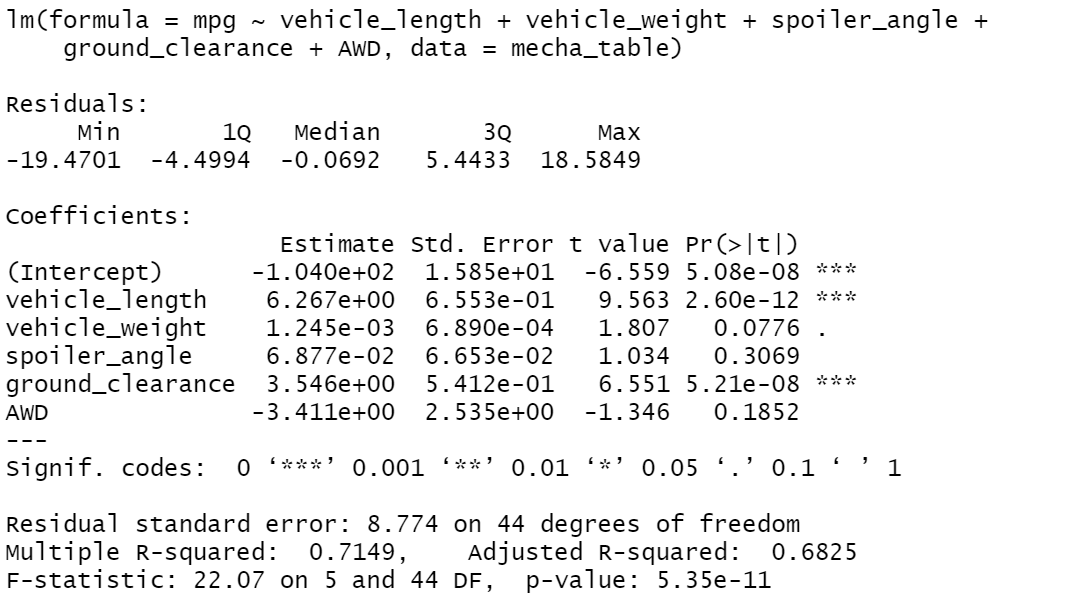 lm(formula = mpg ~ vehicle_length + vehicle_weight + spoiler_angle +
    ground_clearance + AWD, data = mecha_table)

Residuals:
     Min       1Q   Median       3Q      Max
-19.4701  -4.4994  -0.0692   5.4433  18.5849

Coefficients:
                   Estimate Std. Error t value Pr(>|t|)
(Intercept)      -1.040e+02  1.585e+01  -6.559 5.08e-08 ***
vehicle_length    6.267e+00  6.553e-01   9.563 2.60e-12 ***
vehicle_weight    1.245e-03  6.890e-04   1.807   0.0776 .
spoiler_angle     6.877e-02  6.653e-02   1.034   0.3069
ground_clearance  3.546e+00  5.412e-01   6.551 5.21e-08 ***
AWD              -3.411e+00  2.535e+00  -1.346   0.1852
---
Signif. codes:  0 ‘***’ 0.001 ‘**’ 0.01 ‘*’ 0.05 ‘.’ 0.1 ‘ ’ 1

Residual standard error: 8.774 on 44 degrees of freedom
Multiple R-squared:  0.7149,    Adjusted R-squared:  0.6825
F-statistic: 22.07 on 5 and 44 DF,  p-value: 5.35e-11